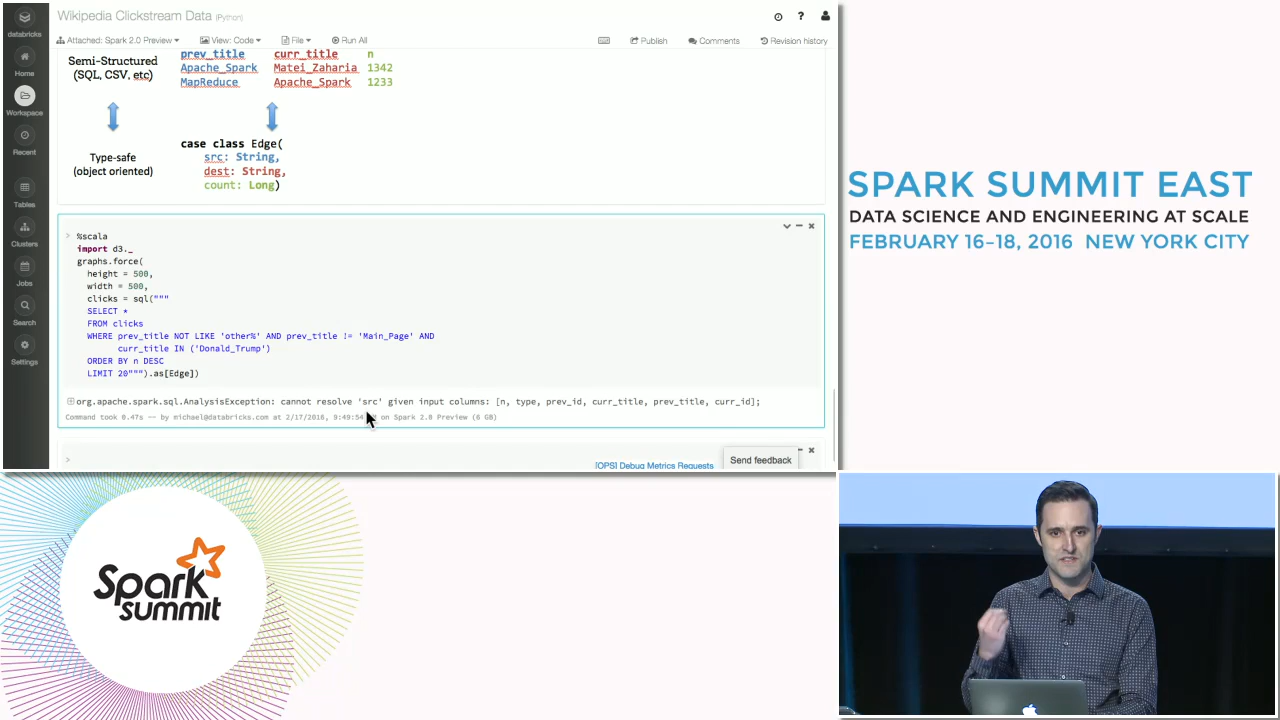 Wikipedia Clickstream Data (Python)
databricks
Attached: Spark 2.0 Preview
View: Code
File
Run All
Publish
Comments
Revision history
Home
Workspace
Recent
Tables
Clusters
Jobs
Search
Settings
Semi-Structured
(SQL, CSV, etc)
prev_title curr_title n
Apache_Spark Matei_Zaharia 1342
MapReduce Apache_Spark 1233
Type-safe
(object oriented)
case class Edge(
src: String,
dest: String,
count: Long)
> %scala
import d3._
graphs.force(
height = 500,
width = 500,
clicks = sql("""
SELECT *
FROM clicks
WHERE prev_title NOT LIKE 'other%' AND prev_title != 'Main_Page' AND
curr_title IN ('Donald_Trump')
ORDER BY n DESC
LIMIT 20""").as[Edge])
org.apache.spark.sql.AnalysisException: cannot resolve 'src' given input columns: [n, type, prev_id, curr_title, prev_title, curr_id];
Command took 0.47s -- by michael@databricks.com at 2/17/2016, 9:49:54 on Spark 2.0 Preview (6 GB)
>
[OPS] Debug Metrics Requests
Send feedback
SPARK SUMMIT EAST
DATA SCIENCE AND ENGINEERING AT SCALE
FEBRUARY 16–18, 2016 NEW YORK CITY
Spark
summit